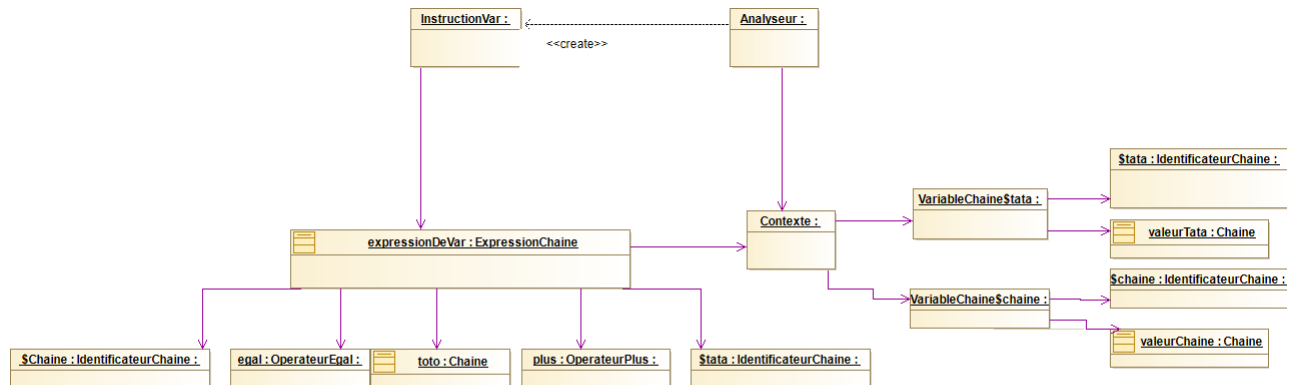 InstructionVar :
Analyseur :
<<create>>
$tata : IdentificateurChaine :
VariableChaine$tata :
Contexte :
valeurTata : Chaine
expressionDeVar : ExpressionChaine
$chaine : IdentificateurChaine :
VariableChaine$chaine :
valeurChaine : Chaine
$Chaine : IdentificateurChaine :
egal : OperateurEgal :
toto : Chaine
plus : OperateurPlus :
$tata : IdentificateurChaine :